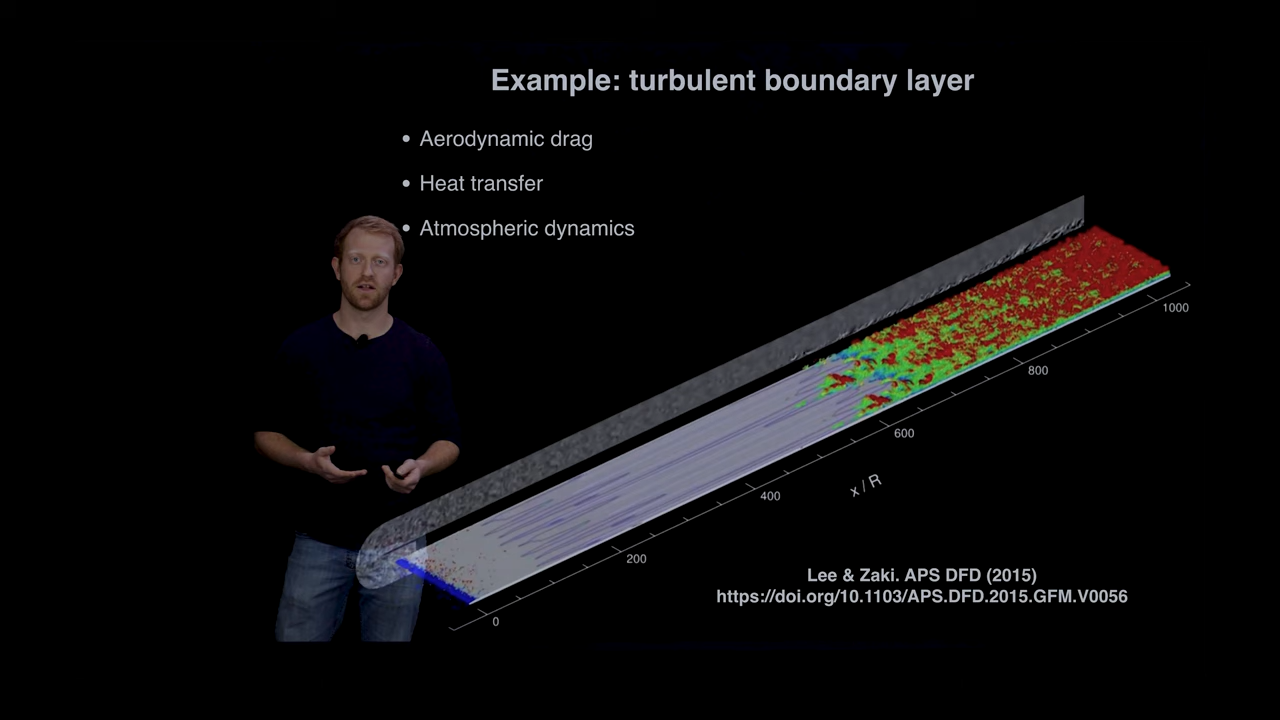 Example: turbulent boundary layer
• Aerodynamic drag
• Heat transfer
• Atmospheric dynamics
1000
800
600
x / R
400
200
0
Lee & Zaki. APS DFD (2015)
https://doi.org/10.1103/APS.DFD.2015.GFM.V0056